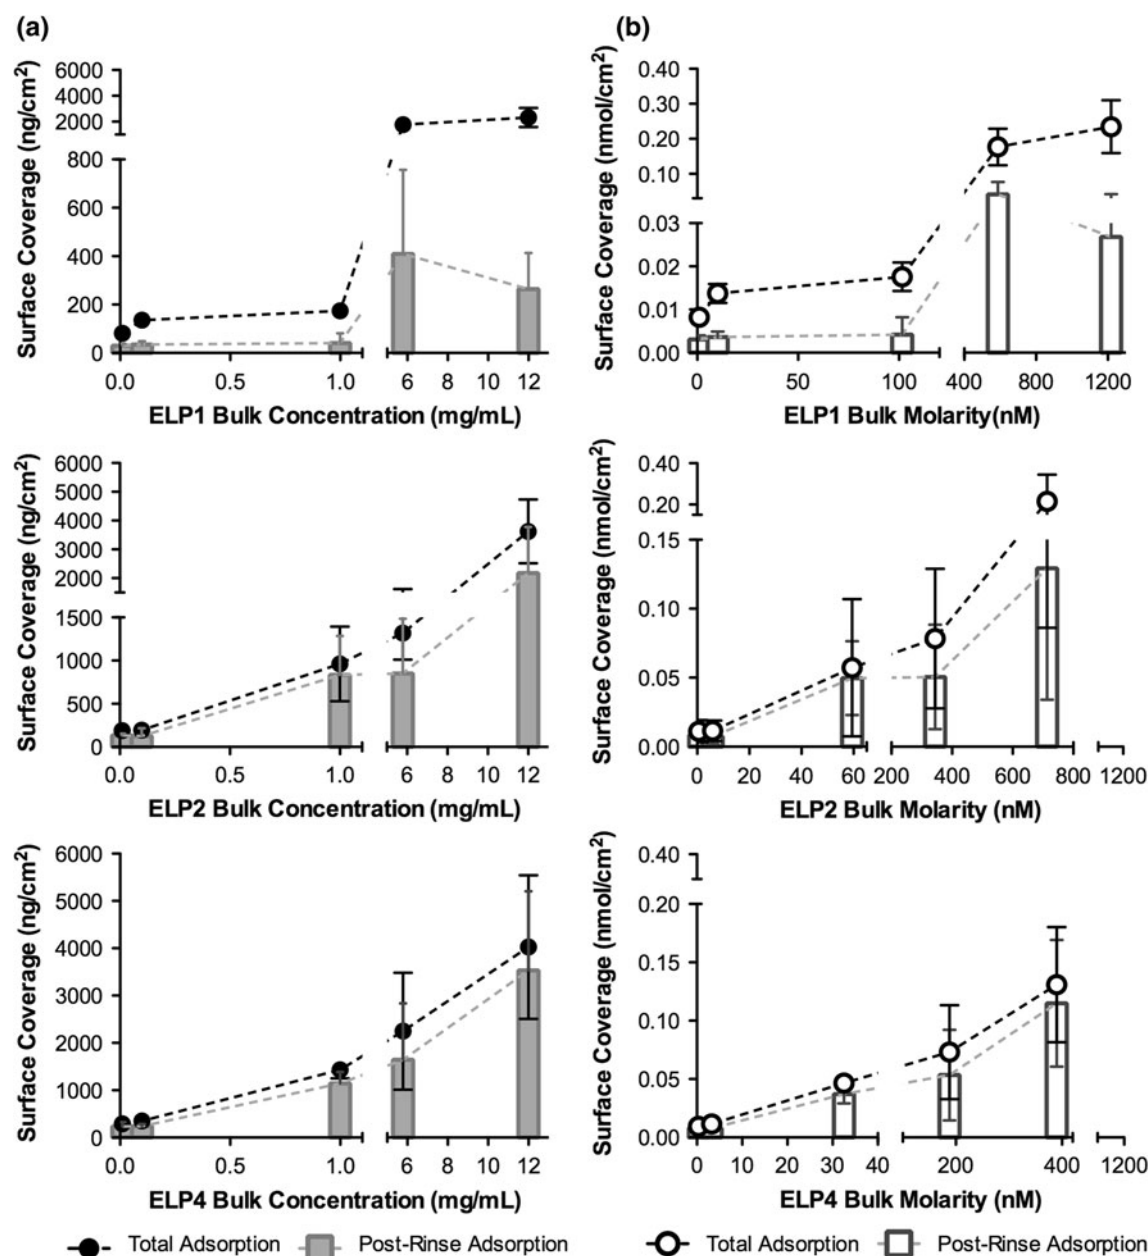 (a)
Surface Coverage (ng/cm²)
6000
4000
2000
800
600
400
200
0
0.0 0.5 1.0 6 8 10 12
ELP1 Bulk Concentration (mg/mL)
(b)
Surface Coverage (nmol/cm²)
0.40
0.30
0.20
0.10
0.03
0.02
0.01
0.00
0 50 100 400 800 1200
ELP1 Bulk Molarity(nM)
Surface Coverage (ng/cm²)
6000
5000
4000
3000
2000
1500
1000
500
0
0.0 0.5 1.0 6 8 10 12
ELP2 Bulk Concentration (mg/mL)
Surface Coverage (nmol/cm²)
0.40
0.20
0.15
0.10
0.05
0.00
0 20 40 60 200 400 600 800 1200
ELP2 Bulk Molarity (nM)
Surface Coverage (ng/cm²)
6000
5000
4000
3000
2000
1000
0
0.0 0.5 1.0 6 8 10 12
ELP4 Bulk Concentration (mg/mL)
Surface Coverage (nmol/cm²)
0.40
0.20
0.15
0.10
0.05
0.00
0 10 20 30 40 200 400 1200
ELP4 Bulk Molarity (nM)
Total Adsorption Post-Rinse Adsorption
Total Adsorption Post-Rinse Adsorption